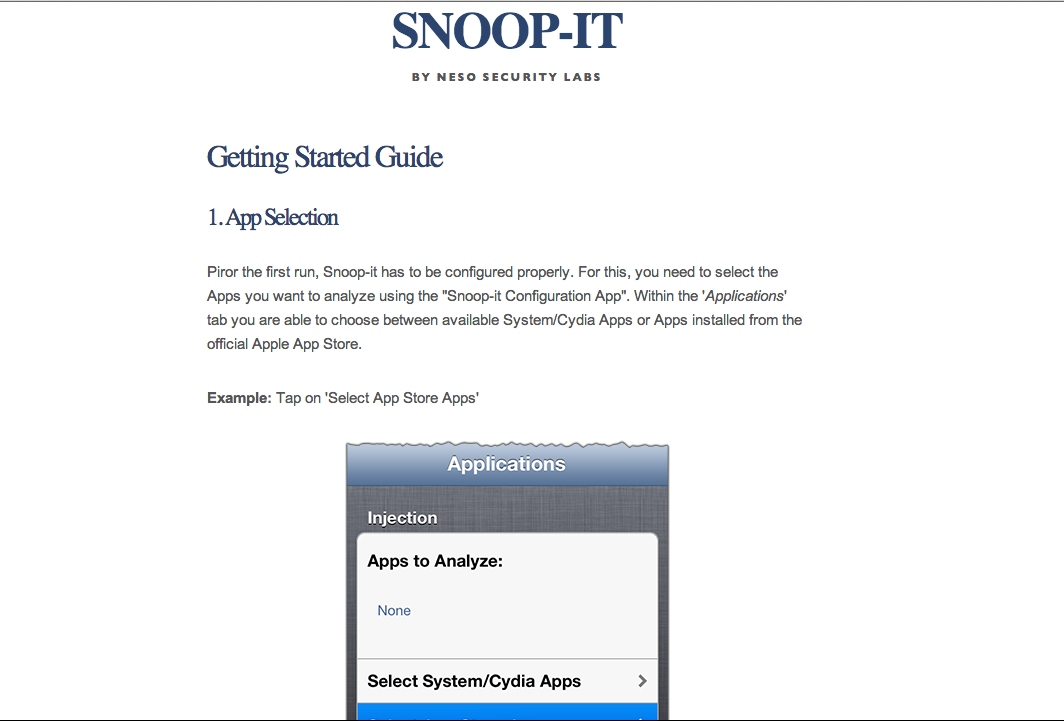 SNOOP-IT
BY NESO SECURITY LABS
Getting Started Guide
1. App Selection
Piror the first run, Snoop-it has to be configured properly. For this, you need to select the
Apps you want to analyze using the "Snoop-it Configuration App". Within the 'Applications'
tab you are able to choose between available System/Cydia Apps or Apps installed from the
official Apple App Store.
Example: Tap on 'Select App Store Apps'
Applications
Injection
Apps to Analyze:
None
Select System/Cydia Apps